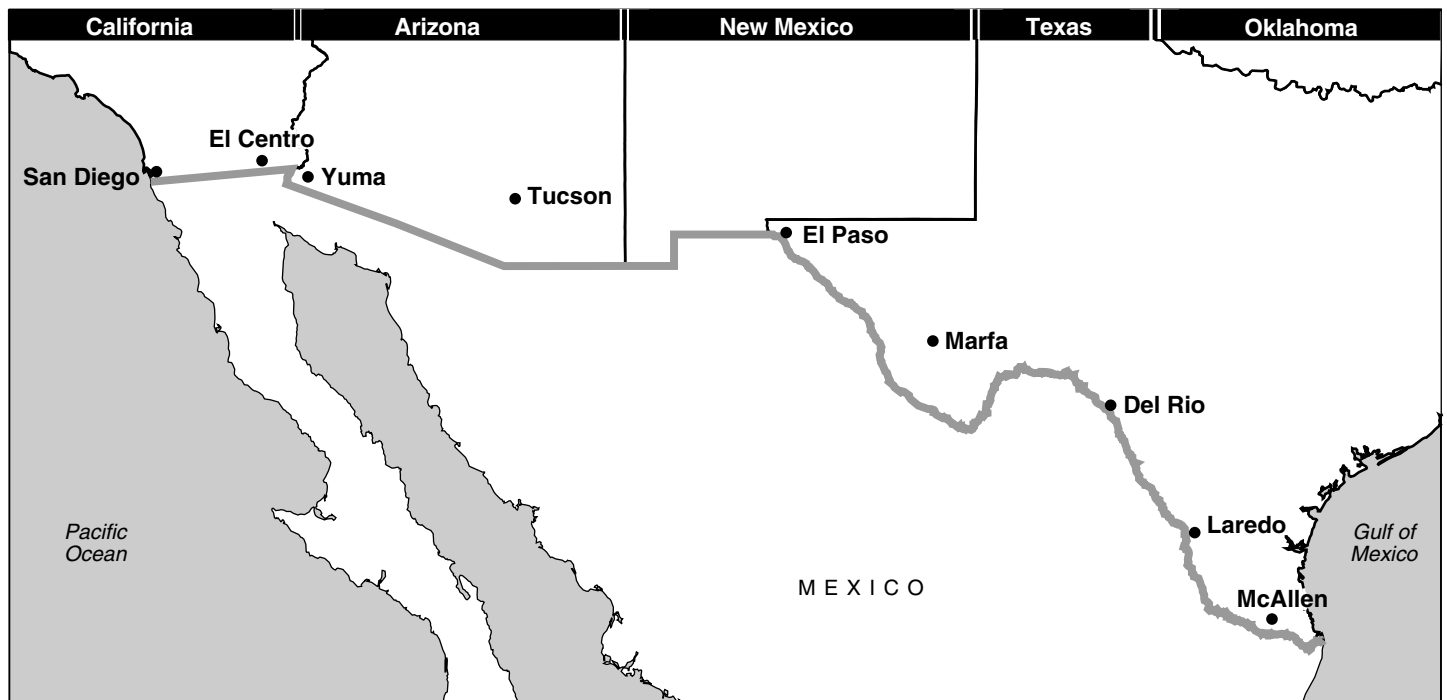 California
Arizona
New Mexico
Texas
Oklahoma
El Centro
San Diego
Yuma
Tucson
El Paso
Marfa
Del Rio
Pacific
Ocean
Laredo
Gulf of
Mexico
MEXICO
McAllen